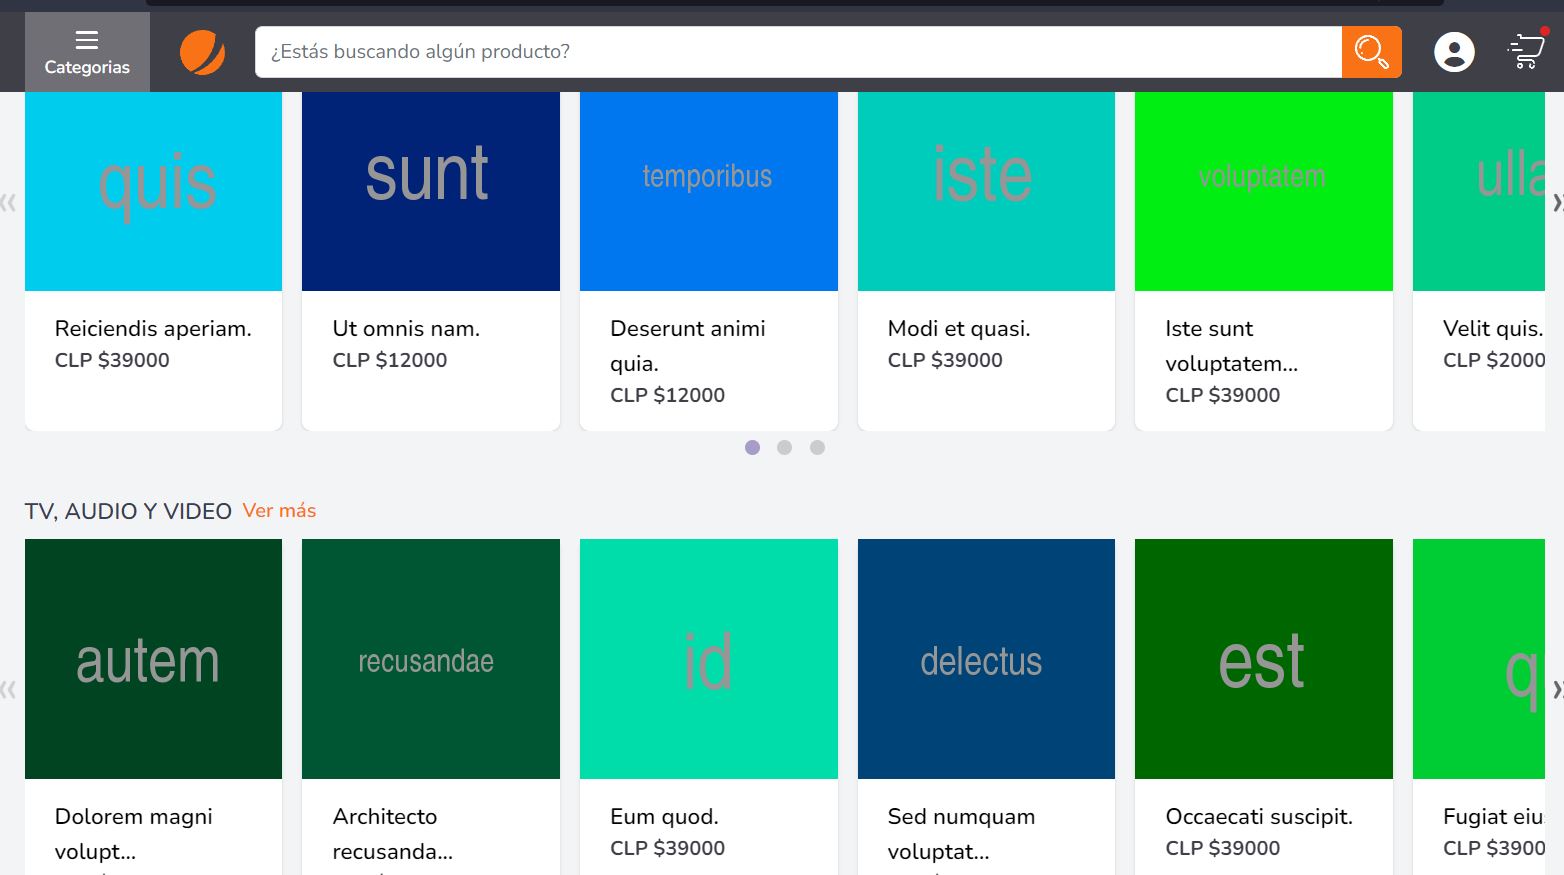 Categorias
¿Estás buscando algún producto?
quis
sunt
temporibus
iste
voluptatem
ulla
Reiciendis aperiam.
CLP $39000
Ut omnis nam.
CLP $12000
Deserunt animi
quia.
CLP $12000
Modi et quasi.
CLP $39000
Iste sunt
voluptatem...
CLP $39000
Velit quis.
CLP $2000
TV, AUDIO Y VIDEO Ver más
autem
recusandae
id
delectus
est
q
Dolorem magni
volupt...
Architecto
recusanda...
Eum quod.
CLP $39000
Sed numquam
voluptat...
Occaecati suscipit.
CLP $39000
Fugiat eiu
CLP $3900